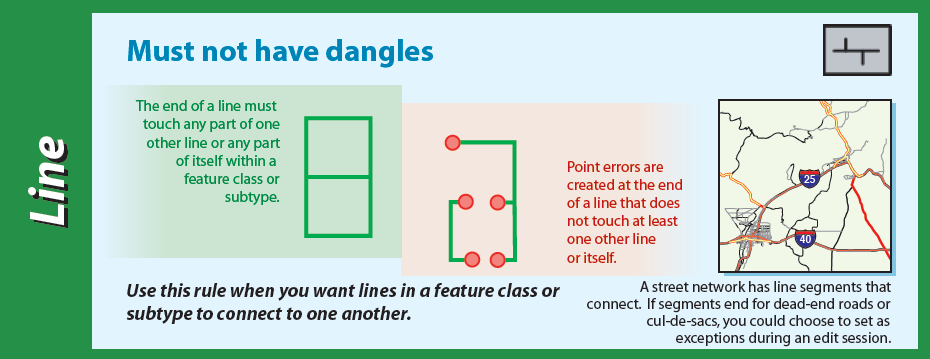 Line
Must not have dangles
The end of a line must
touch any part of one
other line or any part
of itself within a
feature class or
subtype.
Point errors are
created at the end
of a line that does
not touch at least
one other line
or itself.
25
40
Use this rule when you want lines in a feature class or
subtype to connect to one another.
A street network has line segments that
connect. If segments end for dead-end roads or
cul-de-sacs, you could choose to set as
exceptions during an edit session.